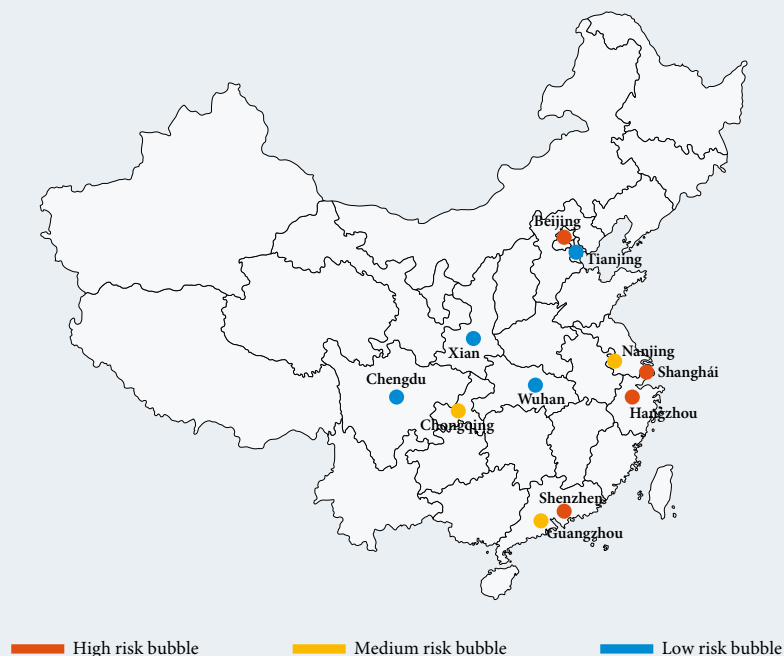 Beijing
Tianjing
Xian
Nanjing
Shanghái
Chengdu
Wuhan
Hangzhou
Chongqing
Shenzhen
Guangzhou
High risk bubble
Medium risk bubble
Low risk bubble